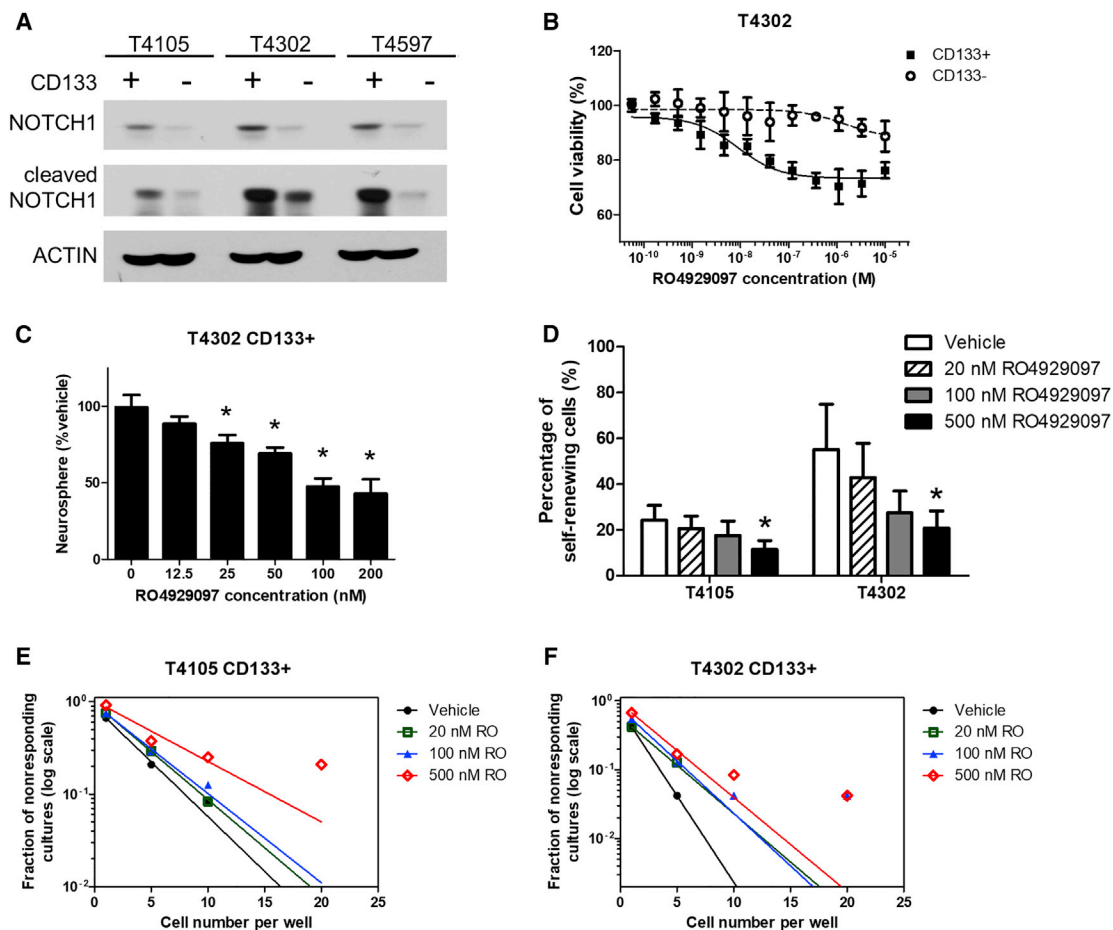 A
T4105 T4302 T4597
CD133 + - + - + -
NOTCH1
cleaved
NOTCH1
ACTIN
B
T4302
CD133+
CD133-
120
100
80
60
Cell viability (%)
10⁻¹⁰ 10⁻⁹ 10⁻⁸ 10⁻⁷ 10⁻⁶ 10⁻⁵
RO4929097 concentration (M)
C
T4302 CD133+
Neurosphere (%vehicle)
100
50
0
* * * *
0 12.5 25 50 100 200
RO4929097 concentration (nM)
D
Vehicle
20 nM RO4929097
100 nM RO4929097
500 nM RO4929097
Percentage of
self-renewing cells (%)
100
80
60
40
20
0
* *
T4105 T4302
E
T4105 CD133+
Fraction of nonresponding
cultures (log scale)
10⁰
10⁻¹
10⁻²
0 5 10 15 20 25
Cell number per well
Vehicle
20 nM RO
100 nM RO
500 nM RO
F
T4302 CD133+
Fraction of nonresponding
cultures (log scale)
10⁰
10⁻¹
10⁻²
0 5 10 15 20 25
Cell number per well
Vehicle
20 nM RO
100 nM RO
500 nM RO